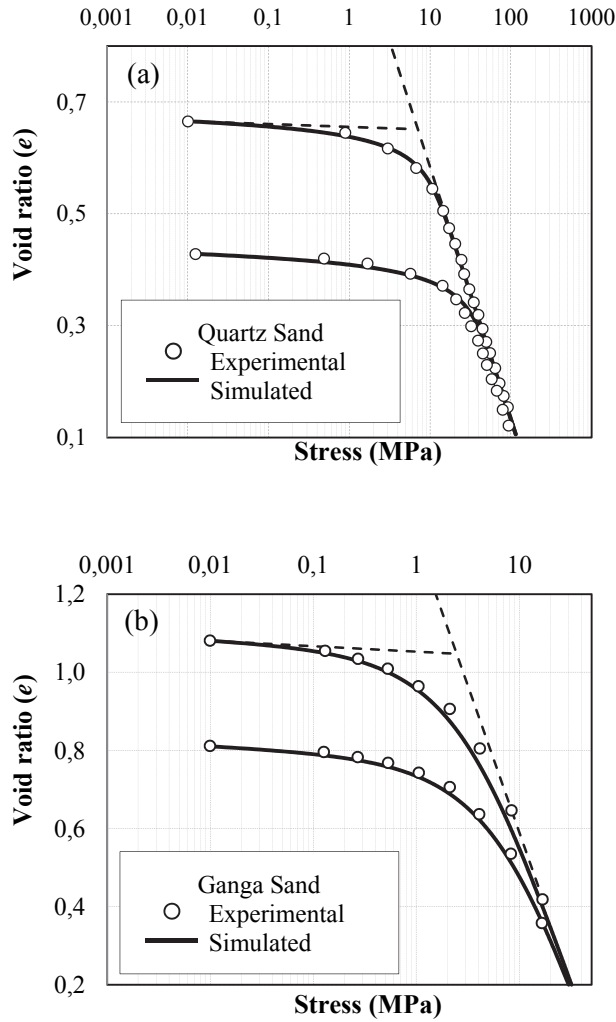 0,001 0,01 0,1 1 10 100 1000
(a)
0,7
0,5
0,3
0,1
Void ratio (e)
Quartz Sand
Experimental
Simulated
Stress (MPa)
0,001 0,01 0,1 1 10
1,2
(b)
1,0
0,8
0,6
0,4
0,2
Void ratio (e)
Ganga Sand
Experimental
Simulated
Stress (MPa)